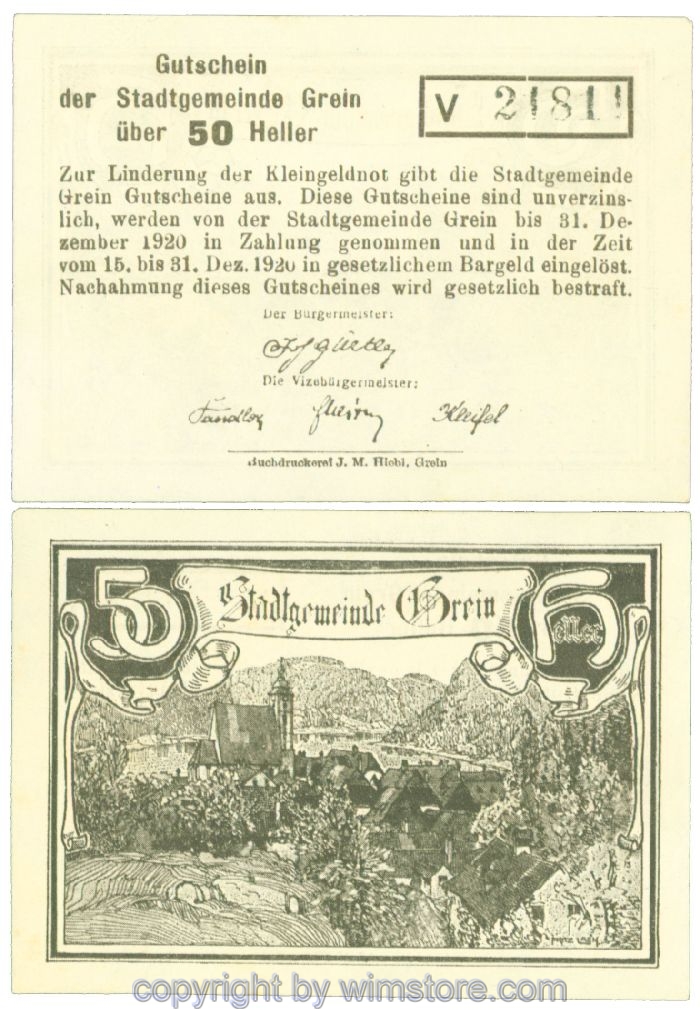 Gutschein
der Stadtgemeinde Grein
über 50 Heller
V 21811
Zur Linderung der Kleingeldnot gibt die Stadtgemeinde
Grein Gutscheine aus. Diese Gutscheine sind unverzins-
lich, werden von der Stadtgemeinde Grein bis 31. De-
zember 1920 in Zahlung genommen und in der Zeit
vom 15. bis 31. Dez. 1920 in gesetzlichem Bargeld eingelöst.
Nachahmung dieses Gutscheines wird gesetzlich bestraft.
Der Bürgermeister:
Die Vizebürgermeister:
Buchdruckerei J. M. Hiebl, Grein
50 Stadtgemeinde Grein Heller
copyright by wimstore.com